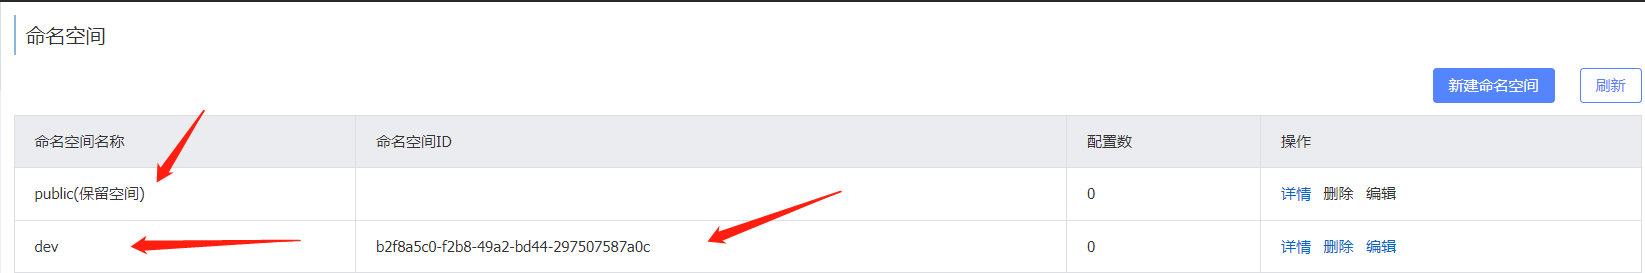 命名空间
新建命名空间 刷新
命名空间名称 命名空间ID 配置数 操作
public(保留空间) 0 详情 删除 编辑
dev b2f8a5c0-f2b8-49a2-bd44-297507587a0c 0 详情 删除 编辑